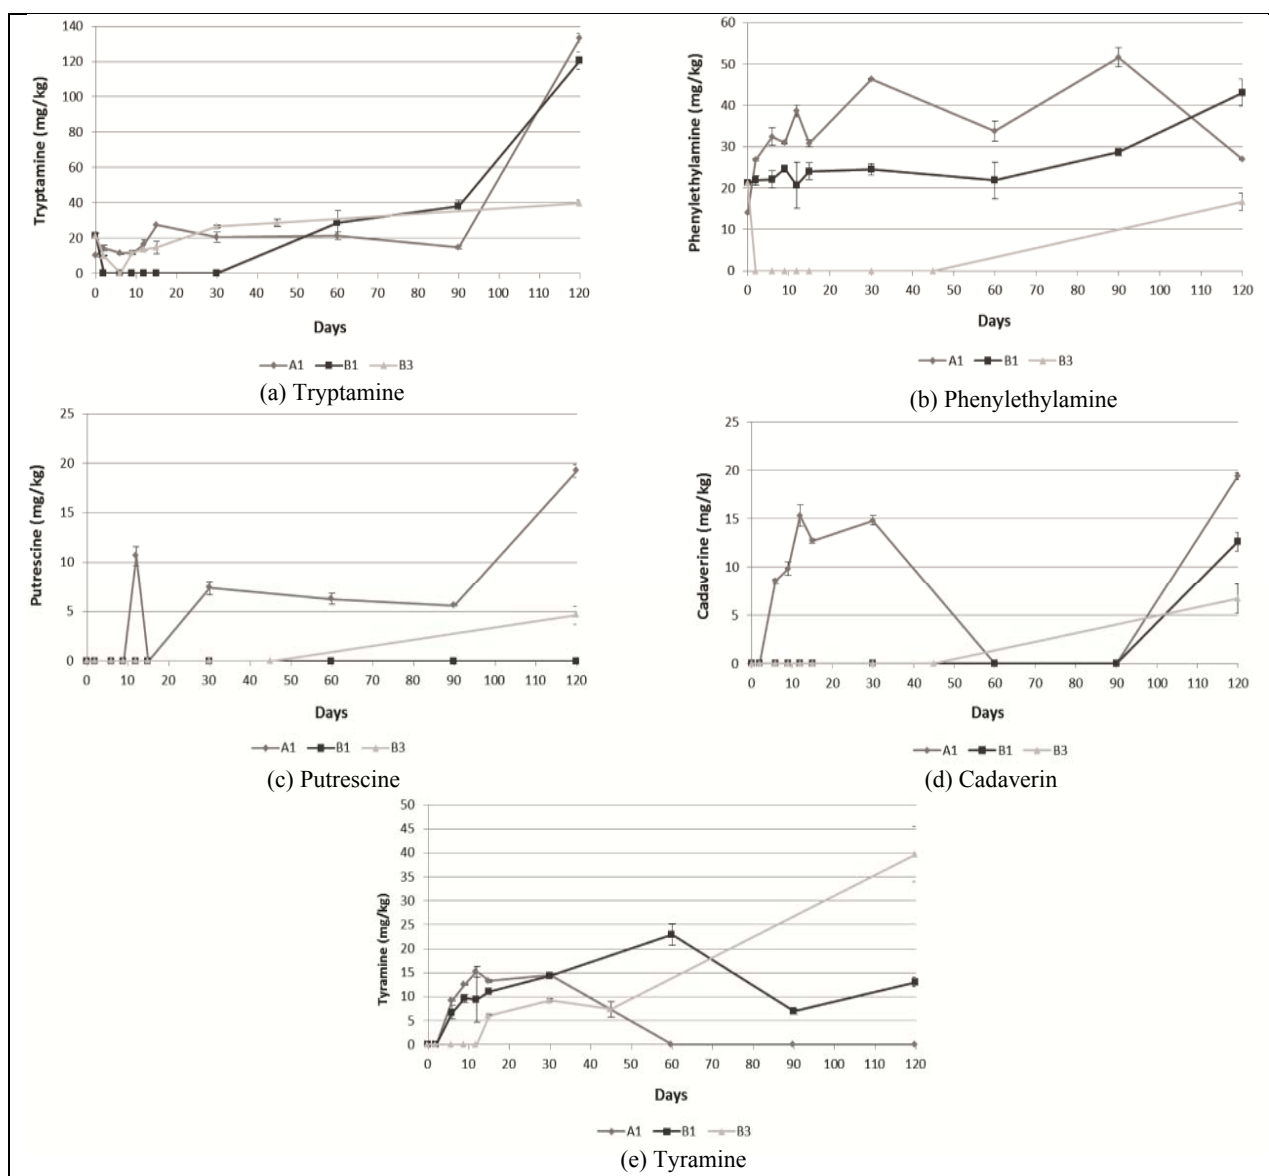 140
120
100
80
60
40
20
0
Tryptamine (mg/kg)
0 10 20 30 40 50 60 70 80 90 100 110 120
Days
A1 B1 B3
(a) Tryptamine
60
50
40
30
20
10
0
Phenylethylamine (mg/kg)
0 10 20 30 40 50 60 70 80 90 100 110 120
Days
A1 B1 B3
(b) Phenylethylamine
25
20
15
10
5
0
Putrescine (mg/kg)
0 10 20 30 40 50 60 70 80 90 100 110 120
Days
A1 B1 B3
(c) Putrescine
25
20
15
10
5
0
Cadaverine (mg/kg)
0 10 20 30 40 50 60 70 80 90 100 110 120
Days
A1 B1 B3
(d) Cadaverin
50
45
40
35
30
25
20
15
10
5
0
Tyramine (mg/kg)
0 10 20 30 40 50 60 70 80 90 100 110 120
Days
A1 B1 B3
(e) Tyramine